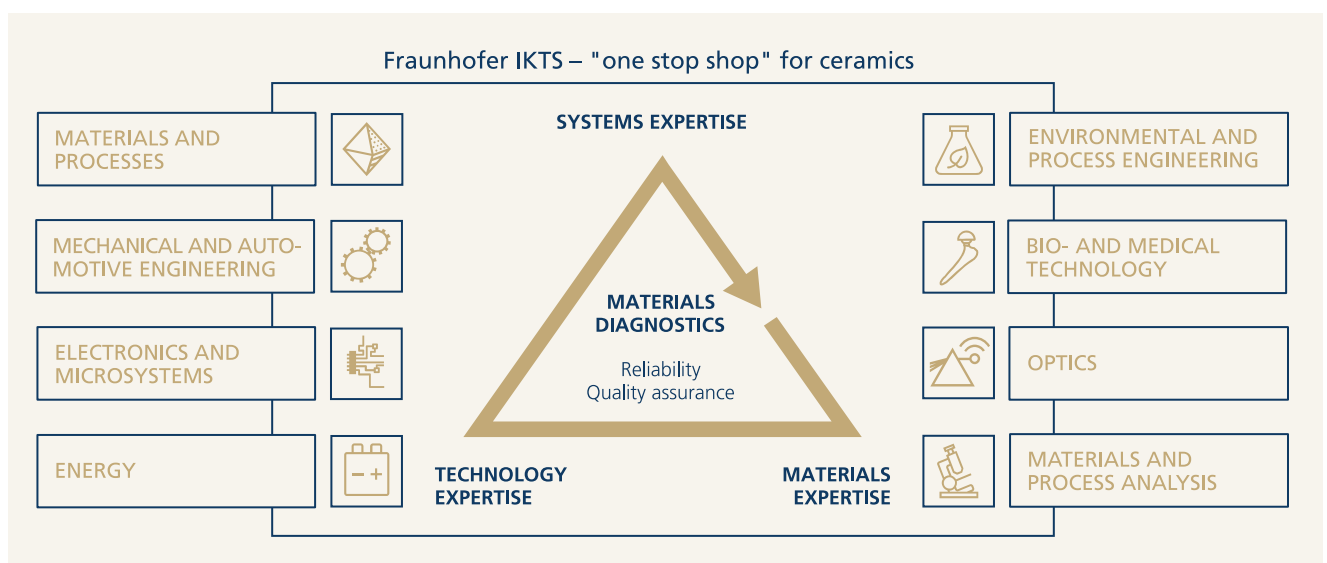 Fraunhofer IKTS – "one stop shop" for ceramics
MATERIALS AND
PROCESSES
MECHANICAL AND AUTO-
MOTIVE ENGINEERING
ELECTRONICS AND
MICROSYSTEMS
ENERGY
SYSTEMS EXPERTISE
MATERIALS
DIAGNOSTICS
Reliability
Quality assurance
TECHNOLOGY
EXPERTISE
MATERIALS
EXPERTISE
ENVIRONMENTAL AND
PROCESS ENGINEERING
BIO- AND MEDICAL
TECHNOLOGY
OPTICS
MATERIALS AND
PROCESS ANALYSIS